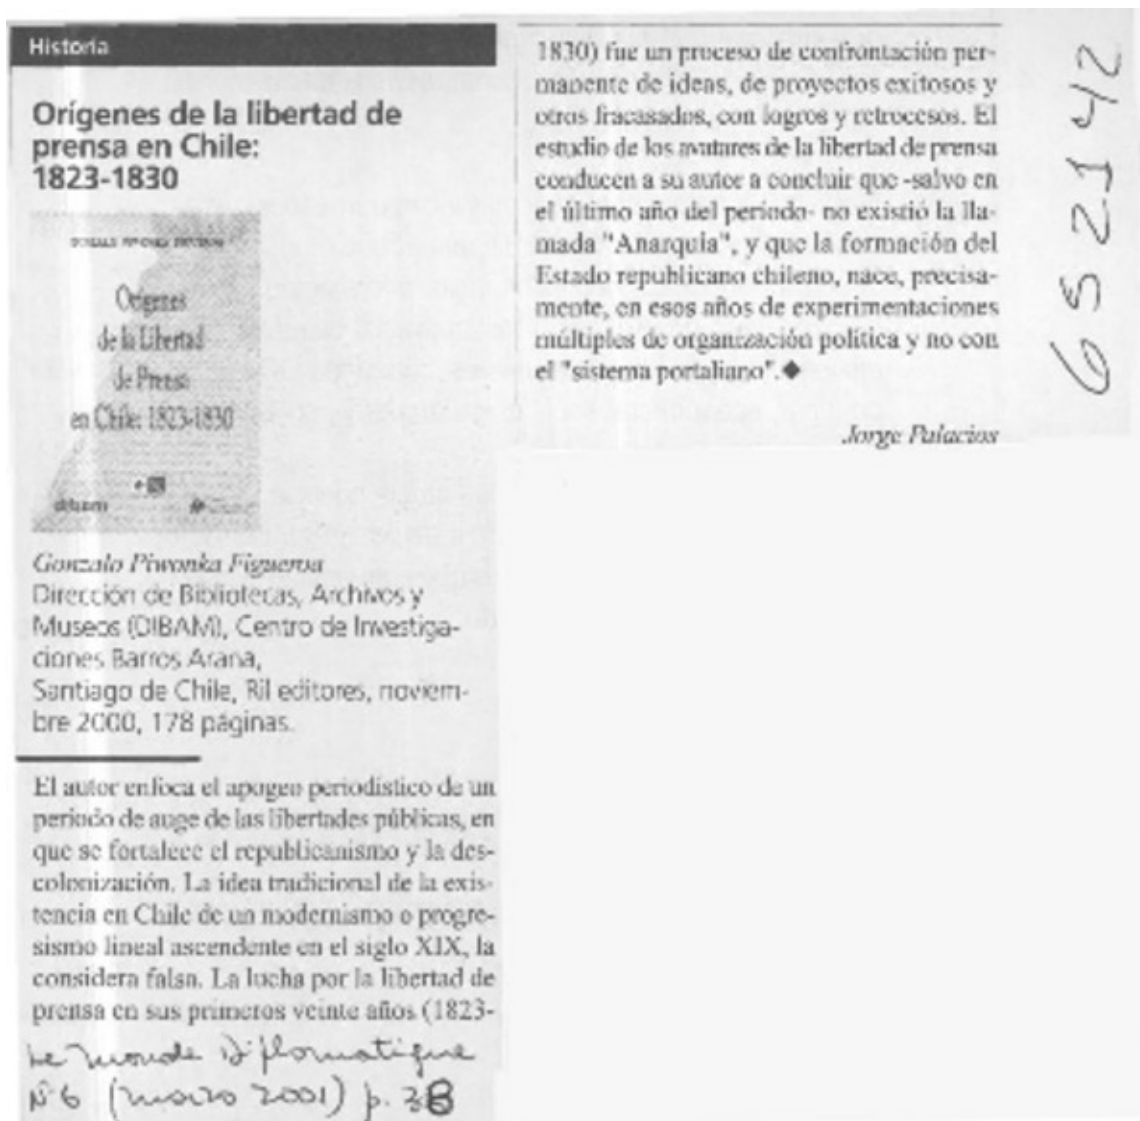 Historia
Orígenes de la libertad de
prensa en Chile:
1823-1830
Orígenes
de la Libertad
de Prensa
en Chile: 1823-1830
dibam
Gonzalo Piwonka Figueroa
Dirección de Bibliotecas, Archivos y
Museos (DIBAM), Centro de Investiga-
ciones Barros Arana,
Santiago de Chile, Ril editores, noviem-
bre 2000, 178 páginas.
El autor enfoca el apogeo periodístico de un
periodo de auge de las libertades públicas, en
que se fortalece el republicanismo y la des-
colonización. La idea tradicional de la exis-
tencia en Chile de un modernismo o progre-
sismo lineal ascendente en el siglo XIX, la
considera falsa. La lucha por la libertad de
prensa en sus primeros veinte años (1823-
Le Monde Diplomatique
Nº 6 (marzo 2001) p. 38
1830) fue un proceso de confrontación per-
manente de ideas, de proyectos exitosos y
otros fracasados, con logros y retrocesos. El
estudio de los avatares de la libertad de prensa
conducen a su autor a concluir que -salvo en
el último año del periodo- no existió la lla-
mada "Anarquía", y que la formación del
Estado republicano chileno, nace, precisa-
mente, en esos años de experimentaciones
múltiples de organización política y no con
el "sistema portaliano".◆
Jorge Palacios
652142